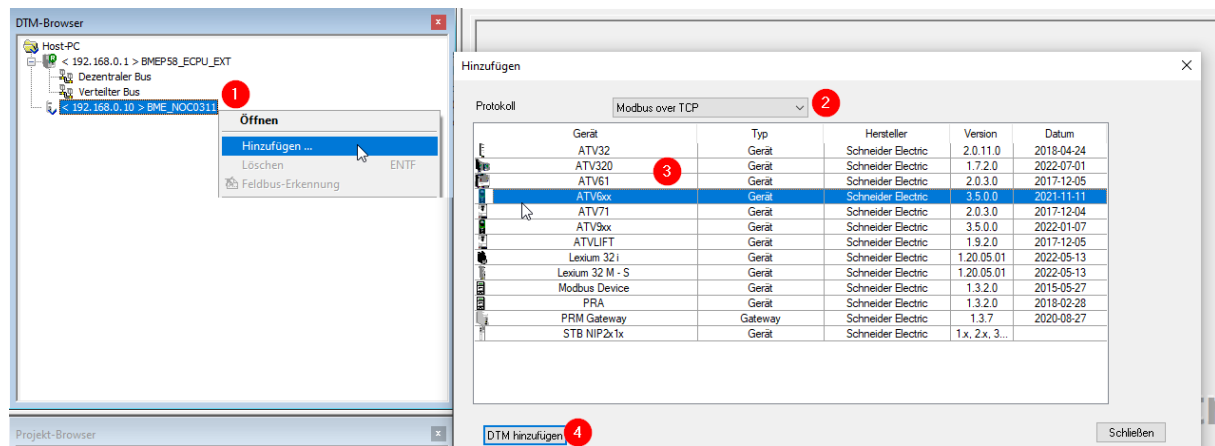 DTM-Browser
Host-PC
< 192.168.0.1 > BMEP58_ECPU_EXT
Dezentraler Bus
Verteilter Bus
< 192.168.0.10 > BME_NOC0311
1
Öffnen
Hinzufügen ...
Löschen ENTF
Feldbus-Erkennung
Projekt-Browser
Hinzufügen
Protokoll Modbus over TCP 2
Gerät Typ Hersteller Version Datum
ATV32 Gerät Schneider Electric 2.0.11.0 2018-04-24
ATV320 Gerät Schneider Electric 1.7.2.0 2022-07-01
3
ATV61 Gerät Schneider Electric 2.0.3.0 2017-12-05
ATV6xx Gerät Schneider Electric 3.5.0.0 2021-11-11
ATV71 Gerät Schneider Electric 2.0.3.0 2017-12-04
ATV9xx Gerät Schneider Electric 3.5.0.0 2022-01-07
ATVLIFT Gerät Schneider Electric 1.9.2.0 2017-12-05
Lexium 32 i Gerät Schneider Electric 1.20.05.01 2022-05-13
Lexium 32 M - S Gerät Schneider Electric 1.20.05.01 2022-05-13
Modbus Device Gerät Schneider Electric 1.3.2.0 2015-05-27
PRA Gerät Schneider Electric 1.3.2.0 2018-02-28
PRM Gateway Gateway Schneider Electric 1.3.7 2020-08-27
STB NIP2x1x Gerät Schneider Electric 1.x, 2.x, 3...
DTM hinzufügen 4 Schließen